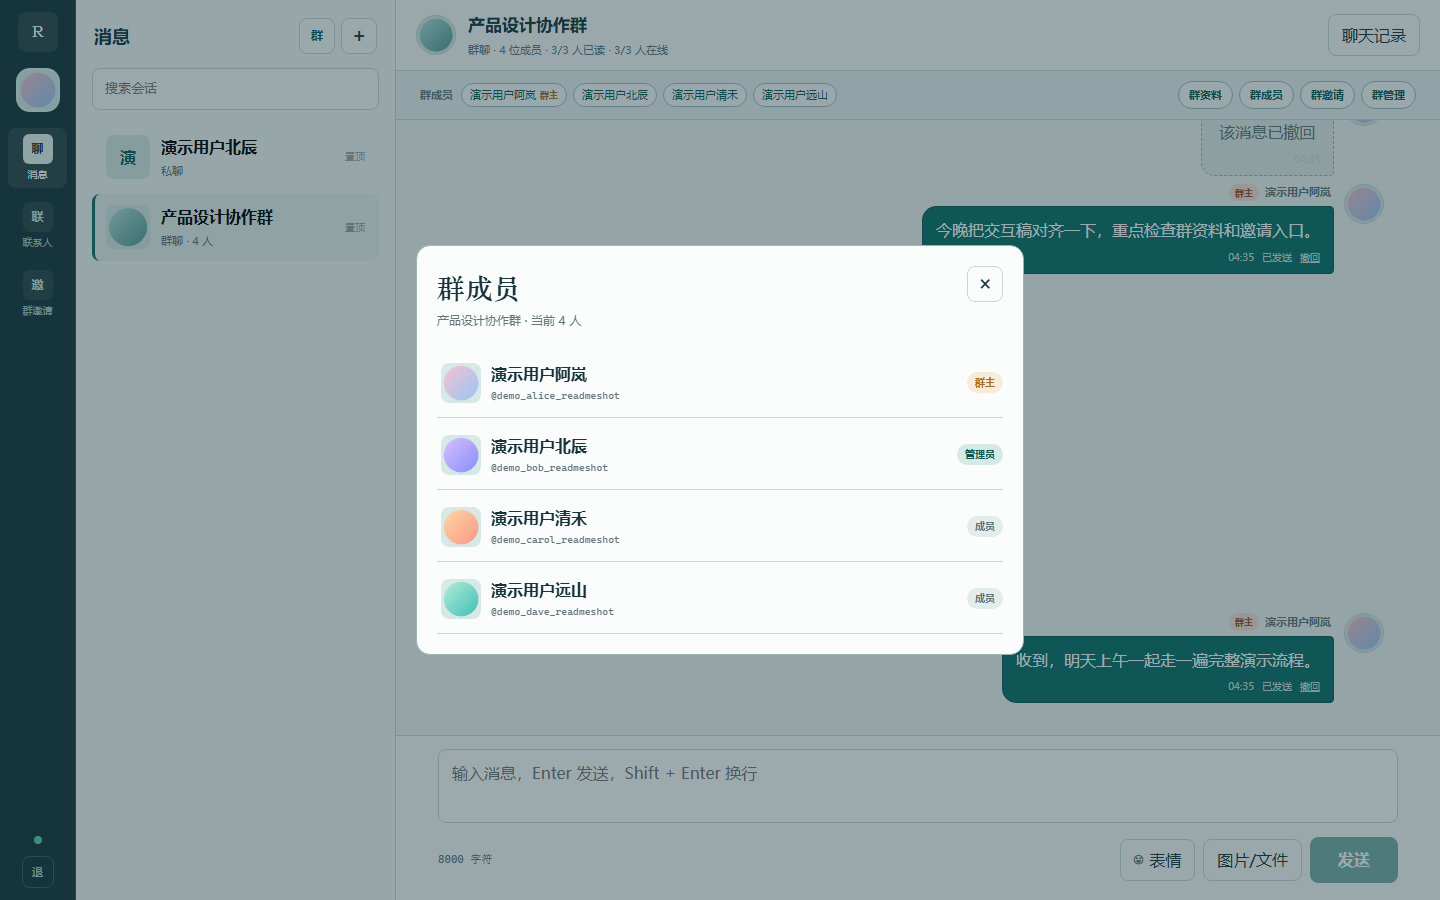 R
聊
消息
联
联系人
邀
群邀请
退
消息
群
+
搜索会话
演
演示用户北辰
私聊
置顶
产品设计协作群
群聊 · 4 人
置顶
产品设计协作群
群聊 · 4 位成员 · 3/3 人已读 · 3/3 人在线
聊天记录
群成员
演示用户阿岚 群主
演示用户北辰
演示用户清禾
演示用户远山
群资料
群成员
群邀请
群管理
该消息已撤回
04:35
群主 演示用户阿岚
今晚把交互稿对齐一下，重点检查群资料和邀请入口。
04:35 已发送 撤回
群成员
×
产品设计协作群 · 当前 4 人
演示用户阿岚
@demo_alice_readmeshot
群主
演示用户北辰
@demo_bob_readmeshot
管理员
演示用户清禾
@demo_carol_readmeshot
成员
演示用户远山
@demo_dave_readmeshot
成员
群主 演示用户阿岚
收到，明天上午一起走一遍完整演示流程。
04:35 已发送 撤回
输入消息，Enter 发送，Shift + Enter 换行
8000 字符
表情
图片/文件
发送